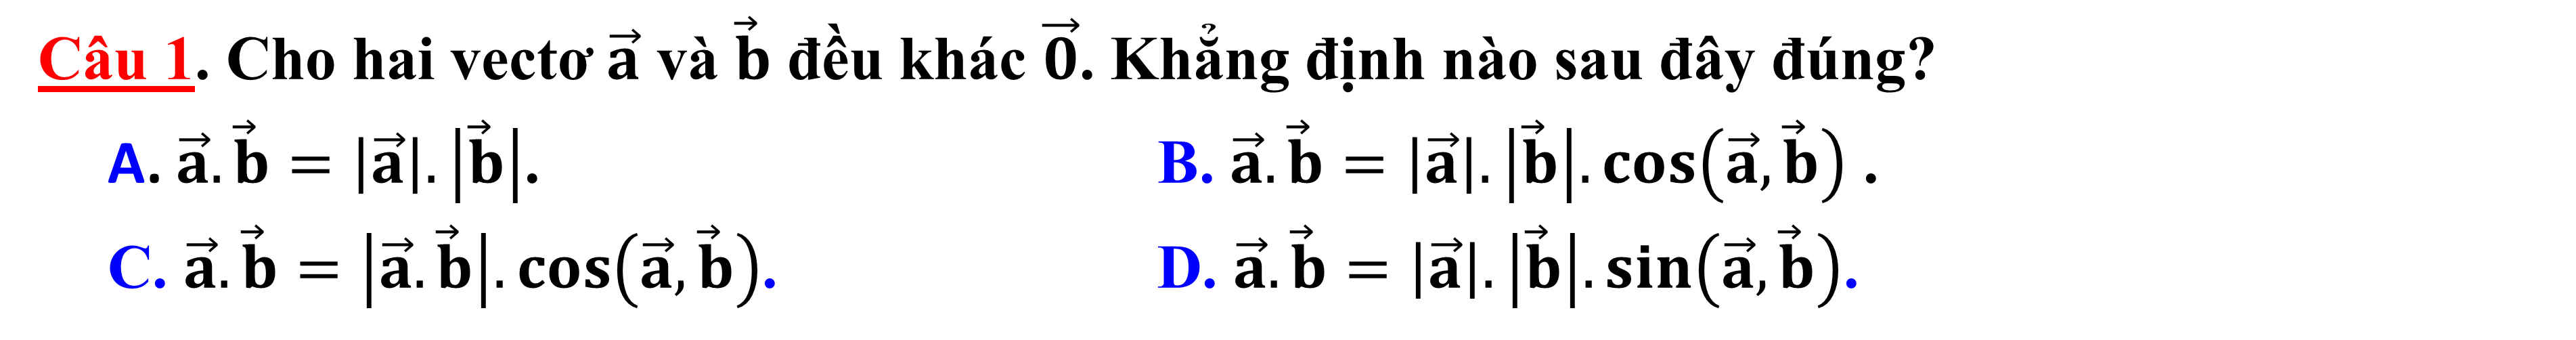 Câu 1. Cho hai vectơ a⃗ và b⃗ đều khác 0⃗. Khẳng định nào sau đây đúng?
A. a⃗. b⃗ = |a⃗|. |b⃗|. B. a⃗. b⃗ = |a⃗|. |b⃗|. cos(a⃗, b⃗) .
C. a⃗. b⃗ = |a⃗. b⃗|. cos(a⃗, b⃗). D. a⃗. b⃗ = |a⃗|. |b⃗|. sin(a⃗, b⃗).